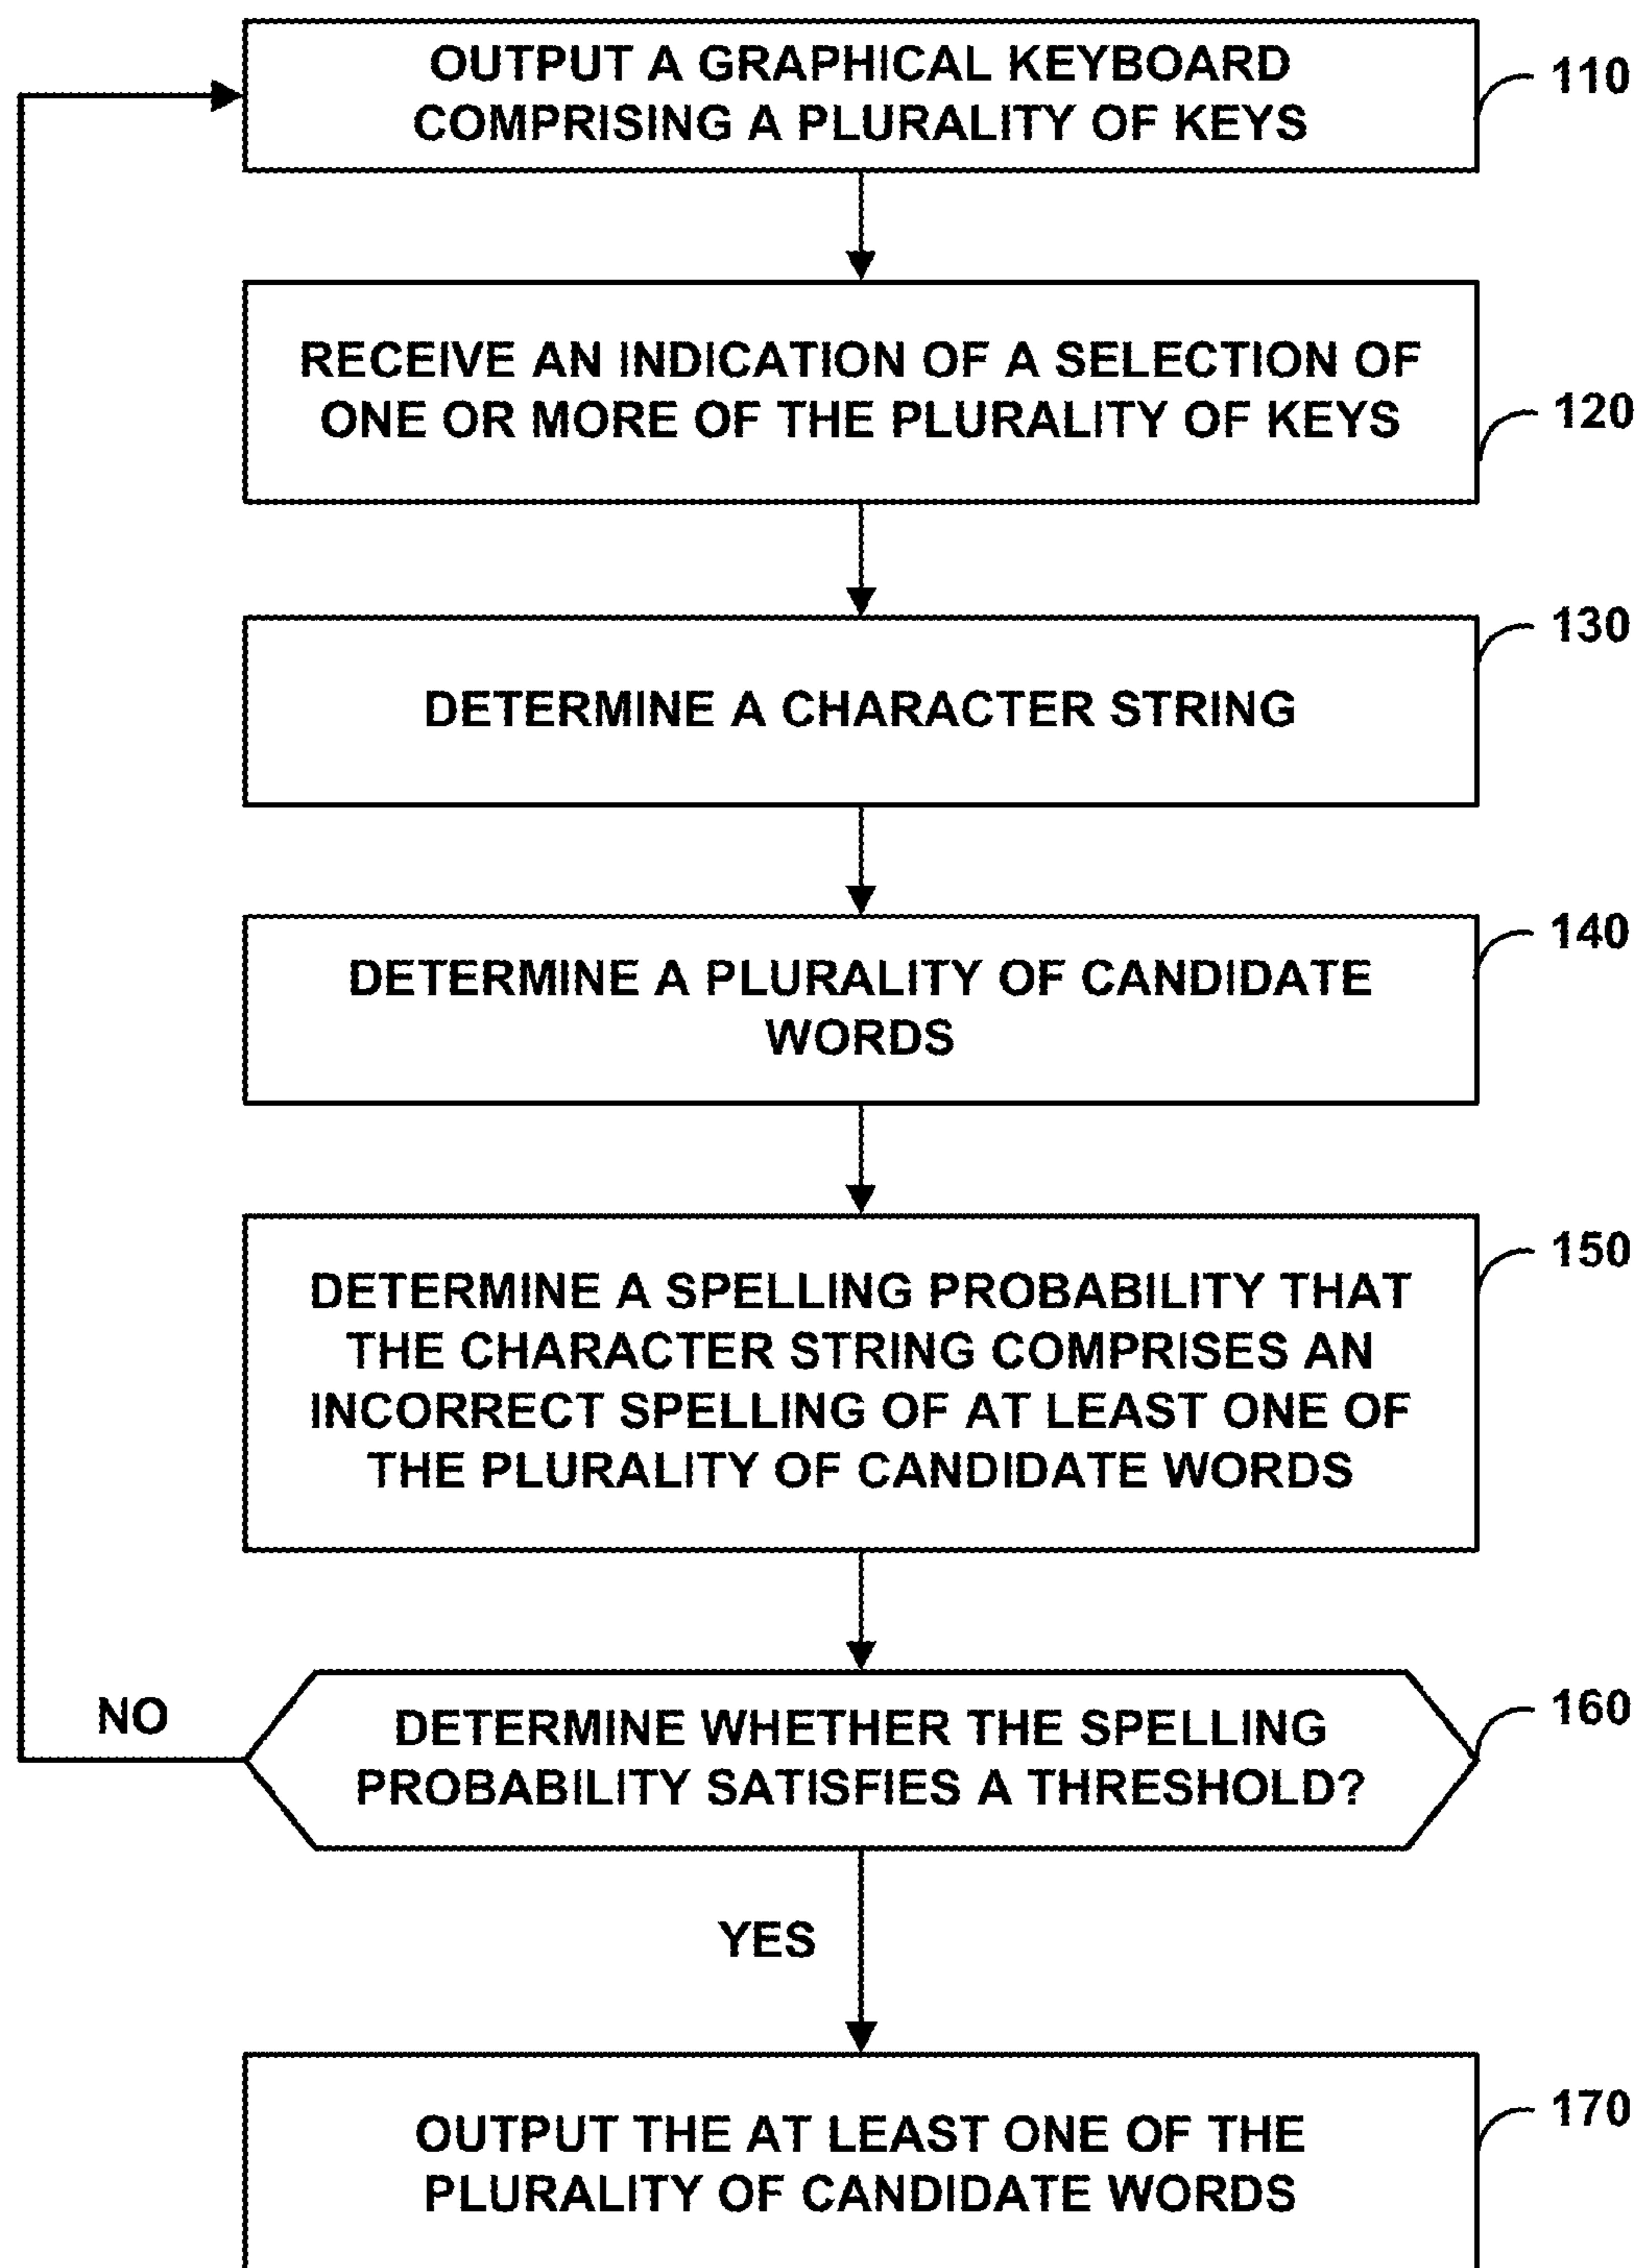 OUTPUT A GRAPHICAL KEYBOARD
COMPRISING A PLURALITY OF KEYS
110
RECEIVE AN INDICATION OF A SELECTION OF
ONE OR MORE OF THE PLURALITY OF KEYS
120
130
DETERMINE A CHARACTER STRING
140
DETERMINE A PLURALITY OF CANDIDATE
WORDS
150
DETERMINE A SPELLING PROBABILITY THAT
THE CHARACTER STRING COMPRISES AN
INCORRECT SPELLING OF AT LEAST ONE OF
THE PLURALITY OF CANDIDATE WORDS
NO
160
DETERMINE WHETHER THE SPELLING
PROBABILITY SATISFIES A THRESHOLD?
YES
170
OUTPUT THE AT LEAST ONE OF THE
PLURALITY OF CANDIDATE WORDS